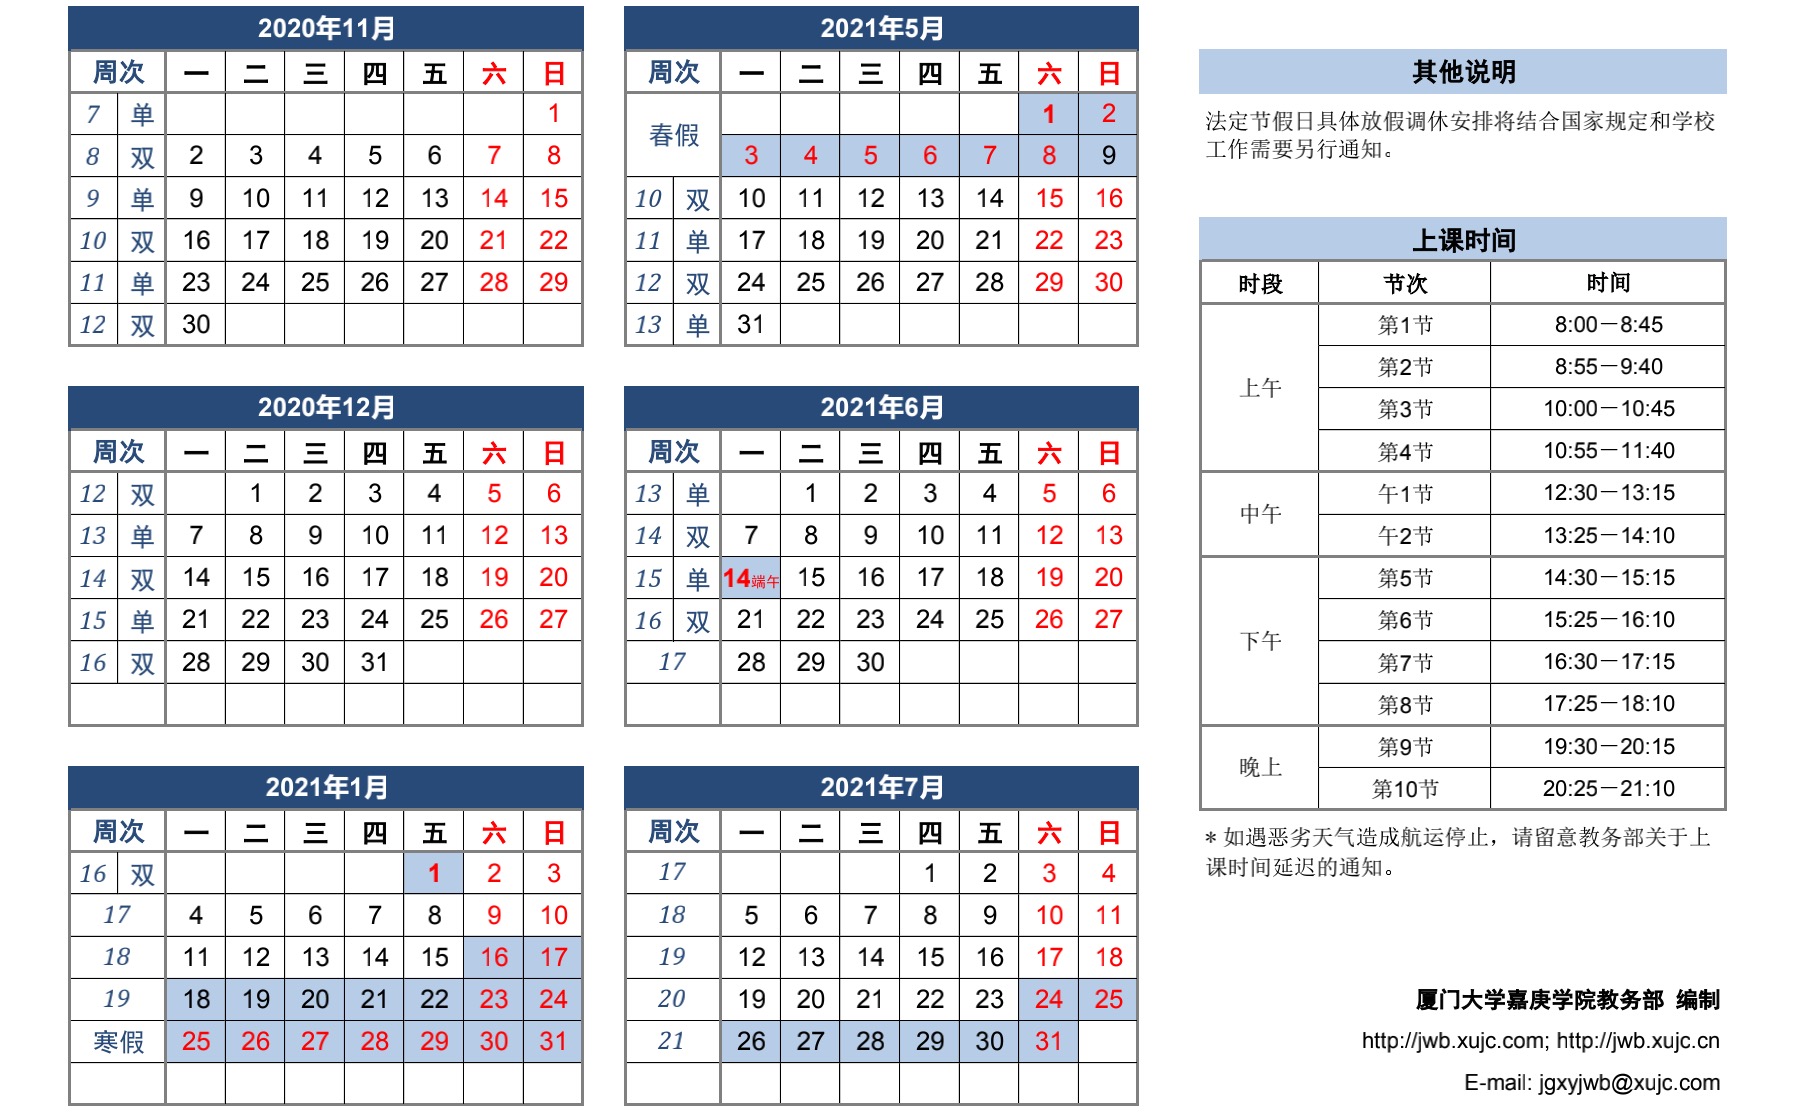 2020年11月
周次 一 二 三 四 五 六 日
7 单 1
8 双 2 3 4 5 6 7 8
9 单 9 10 11 12 13 14 15
10 双 16 17 18 19 20 21 22
11 单 23 24 25 26 27 28 29
12 双 30
2020年12月
周次 一 二 三 四 五 六 日
12 双 1 2 3 4 5 6
13 单 7 8 9 10 11 12 13
14 双 14 15 16 17 18 19 20
15 单 21 22 23 24 25 26 27
16 双 28 29 30 31
2021年1月
周次 一 二 三 四 五 六 日
16 双 1 2 3
17 4 5 6 7 8 9 10
18 11 12 13 14 15 16 17
19 18 19 20 21 22 23 24
寒假 25 26 27 28 29 30 31
2021年5月
周次 一 二 三 四 五 六 日
春假 1 2
3 4 5 6 7 8 9
10 双 10 11 12 13 14 15 16
11 单 17 18 19 20 21 22 23
12 双 24 25 26 27 28 29 30
13 单 31
2021年6月
周次 一 二 三 四 五 六 日
13 单 1 2 3 4 5 6
14 双 7 8 9 10 11 12 13
15 单 14端午 15 16 17 18 19 20
16 双 21 22 23 24 25 26 27
17 28 29 30
2021年7月
周次 一 二 三 四 五 六 日
17 1 2 3 4
18 5 6 7 8 9 10 11
19 12 13 14 15 16 17 18
20 19 20 21 22 23 24 25
21 26 27 28 29 30 31
其他说明
法定节假日具体放假调休安排将结合国家规定和学校
工作需要另行通知。
上课时间
时段 节次 时间
上午 第1节 8:00－8:45
第2节 8:55－9:40
第3节 10:00－10:45
第4节 10:55－11:40
中午 午1节 12:30－13:15
午2节 13:25－14:10
下午 第5节 14:30－15:15
第6节 15:25－16:10
第7节 16:30－17:15
第8节 17:25－18:10
晚上 第9节 19:30－20:15
第10节 20:25－21:10
* 如遇恶劣天气造成航运停止，请留意教务部关于上
课时间延迟的通知。
厦门大学嘉庚学院教务部 编制
http://jwb.xujc.com; http://jwb.xujc.cn
E-mail: jgxyjwb@xujc.com